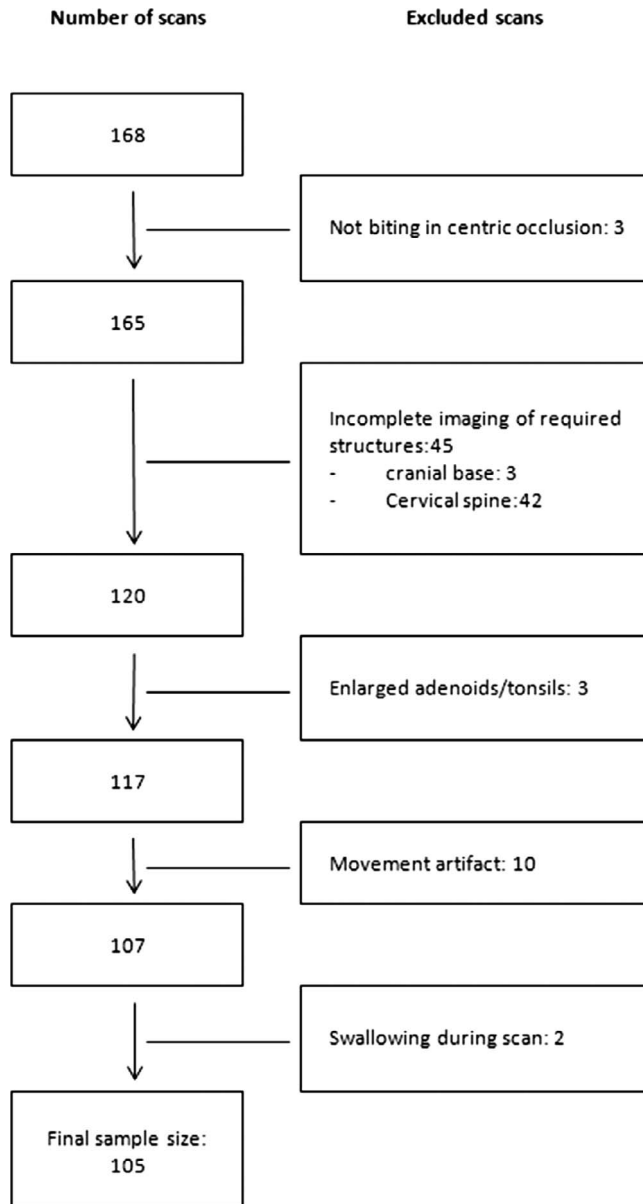 Number of scans
Excluded scans
168
Not biting in centric occlusion: 3
165
Incomplete imaging of required
structures:45
- cranial base: 3
- Cervical spine:42
120
Enlarged adenoids/tonsils: 3
117
Movement artifact: 10
107
Swallowing during scan: 2
Final sample size:
105